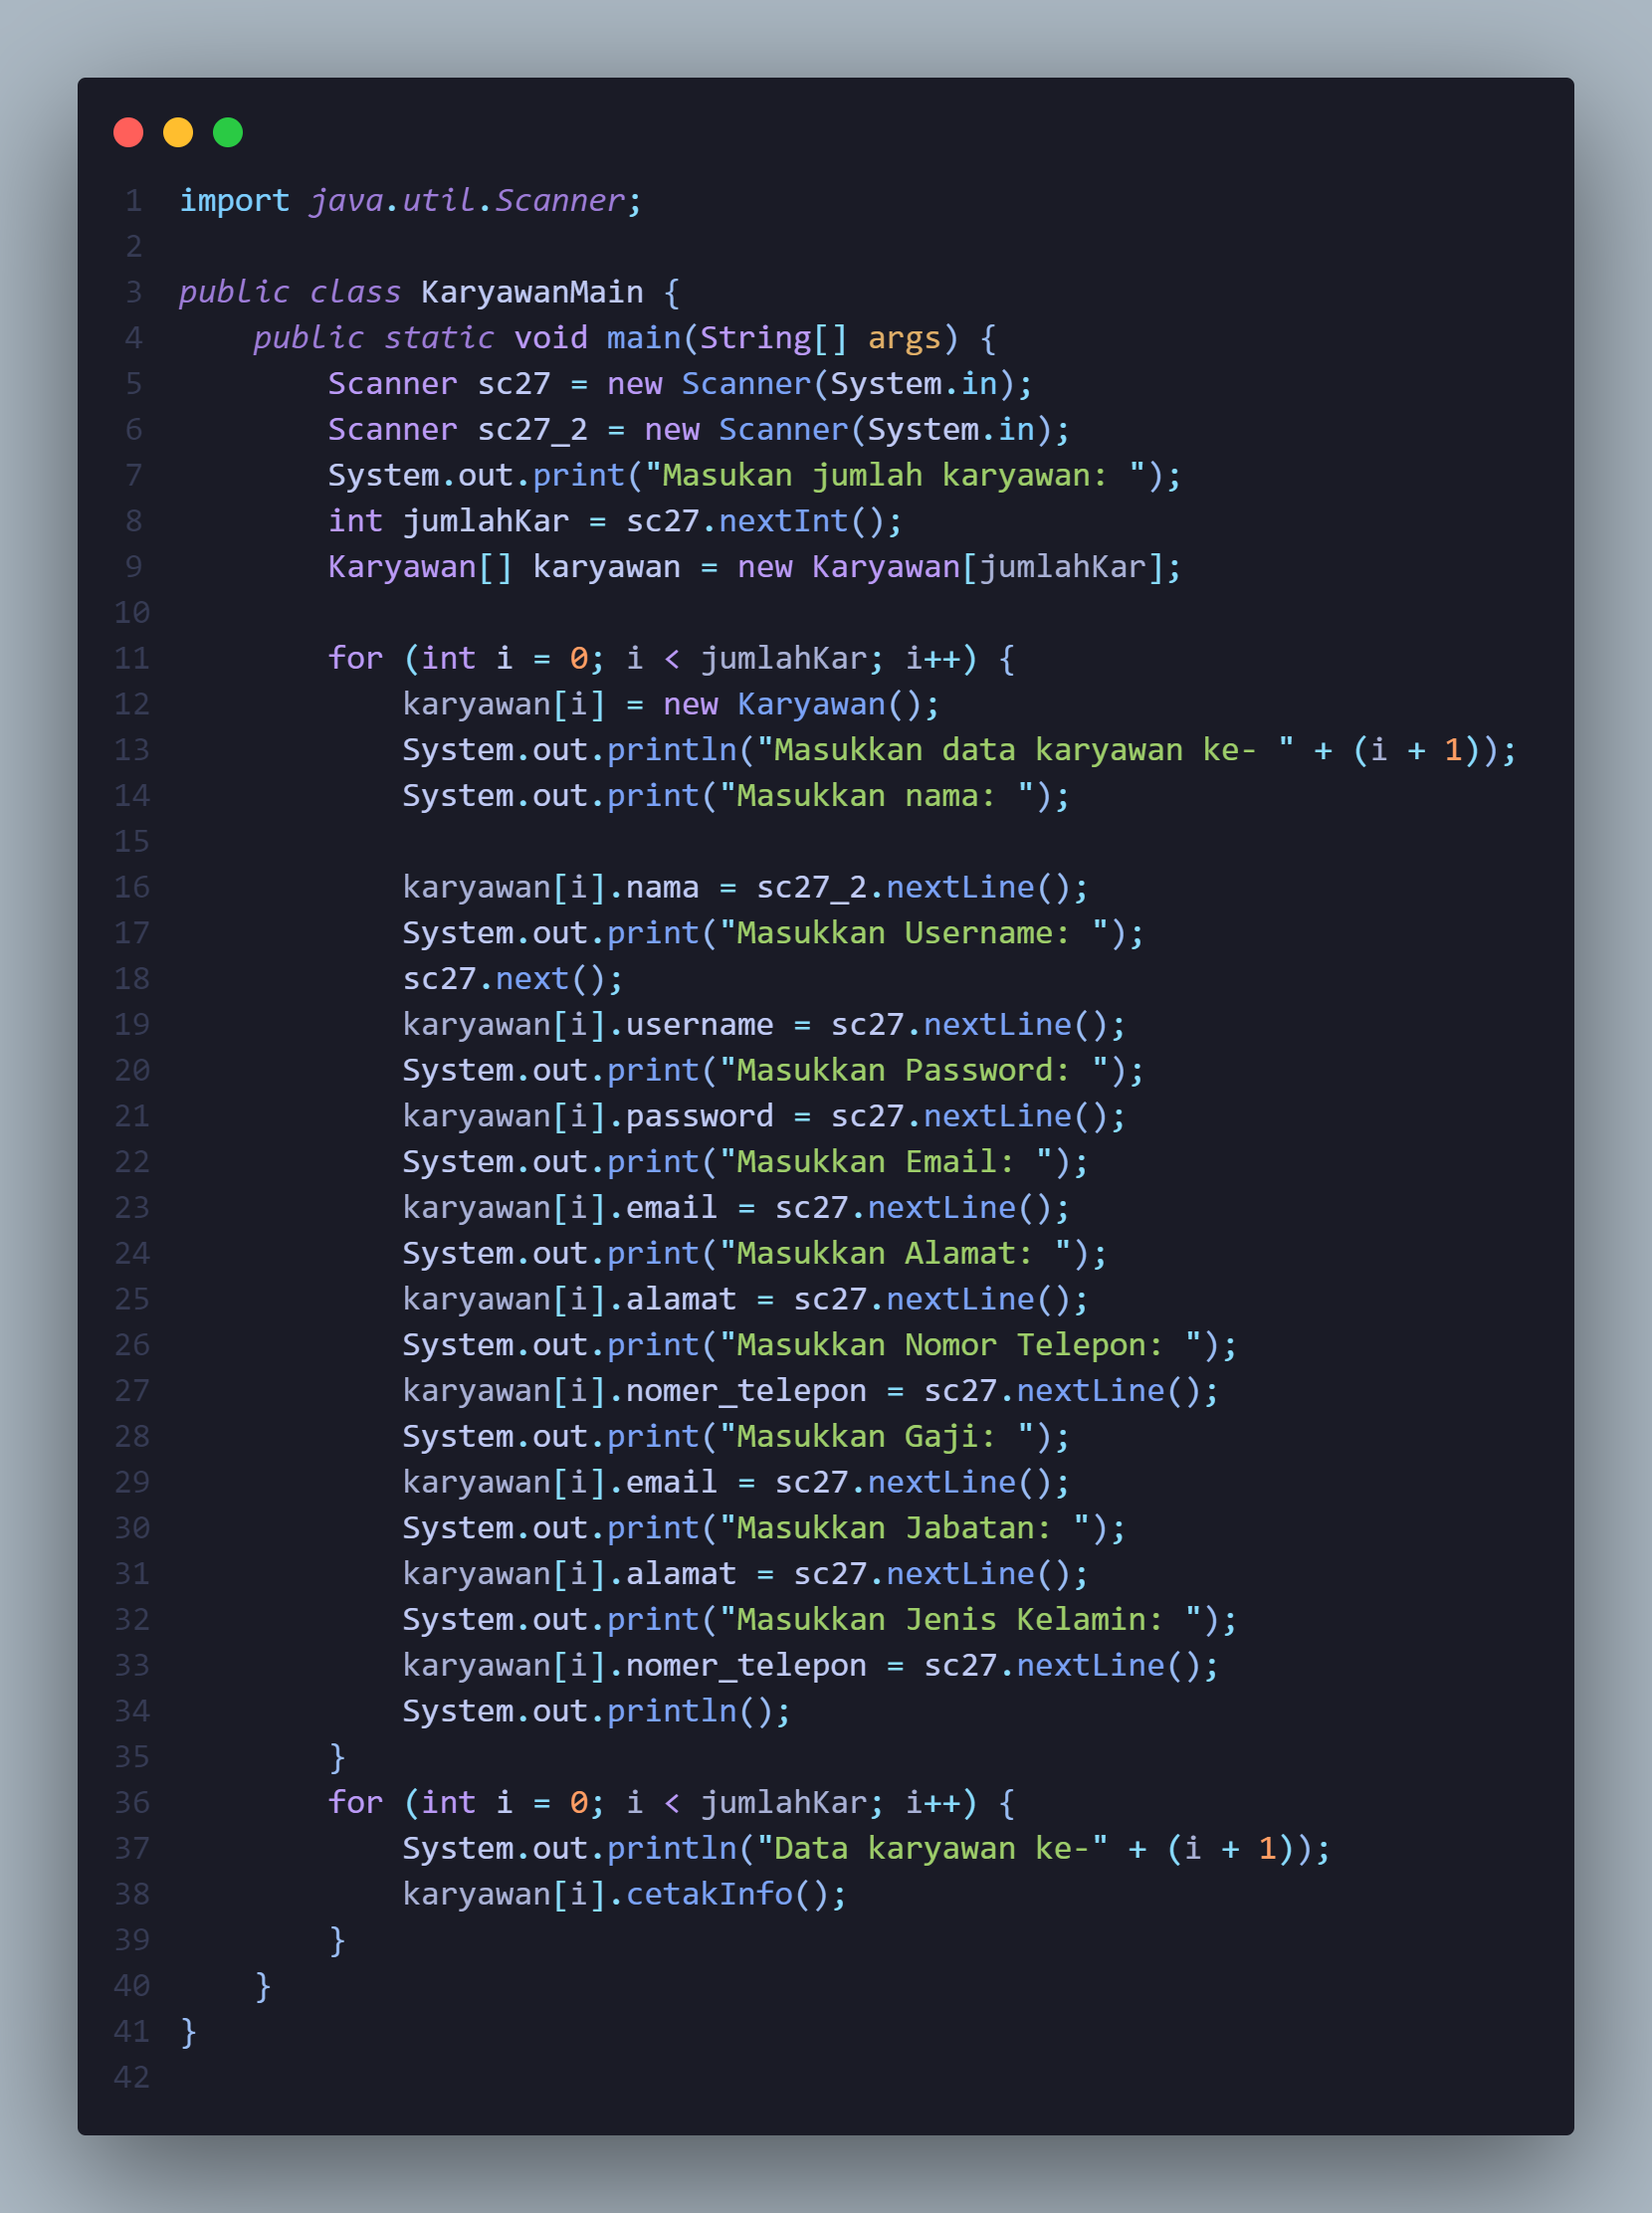 1 import java.util.Scanner;
2
3 public class KaryawanMain {
4     public static void main(String[] args) {
5         Scanner sc27 = new Scanner(System.in);
6         Scanner sc27_2 = new Scanner(System.in);
7         System.out.print("Masukan jumlah karyawan: ");
8         int jumlahKar = sc27.nextInt();
9         Karyawan[] karyawan = new Karyawan[jumlahKar];
10
11         for (int i = 0; i < jumlahKar; i++) {
12             karyawan[i] = new Karyawan();
13             System.out.println("Masukkan data karyawan ke- " + (i + 1));
14             System.out.print("Masukkan nama: ");
15
16             karyawan[i].nama = sc27_2.nextLine();
17             System.out.print("Masukkan Username: ");
18             sc27.next();
19             karyawan[i].username = sc27.nextLine();
20             System.out.print("Masukkan Password: ");
21             karyawan[i].password = sc27.nextLine();
22             System.out.print("Masukkan Email: ");
23             karyawan[i].email = sc27.nextLine();
24             System.out.print("Masukkan Alamat: ");
25             karyawan[i].alamat = sc27.nextLine();
26             System.out.print("Masukkan Nomor Telepon: ");
27             karyawan[i].nomer_telepon = sc27.nextLine();
28             System.out.print("Masukkan Gaji: ");
29             karyawan[i].email = sc27.nextLine();
30             System.out.print("Masukkan Jabatan: ");
31             karyawan[i].alamat = sc27.nextLine();
32             System.out.print("Masukkan Jenis Kelamin: ");
33             karyawan[i].nomer_telepon = sc27.nextLine();
34             System.out.println();
35         }
36         for (int i = 0; i < jumlahKar; i++) {
37             System.out.println("Data karyawan ke-" + (i + 1));
38             karyawan[i].cetakInfo();
39         }
40     }
41 }
42